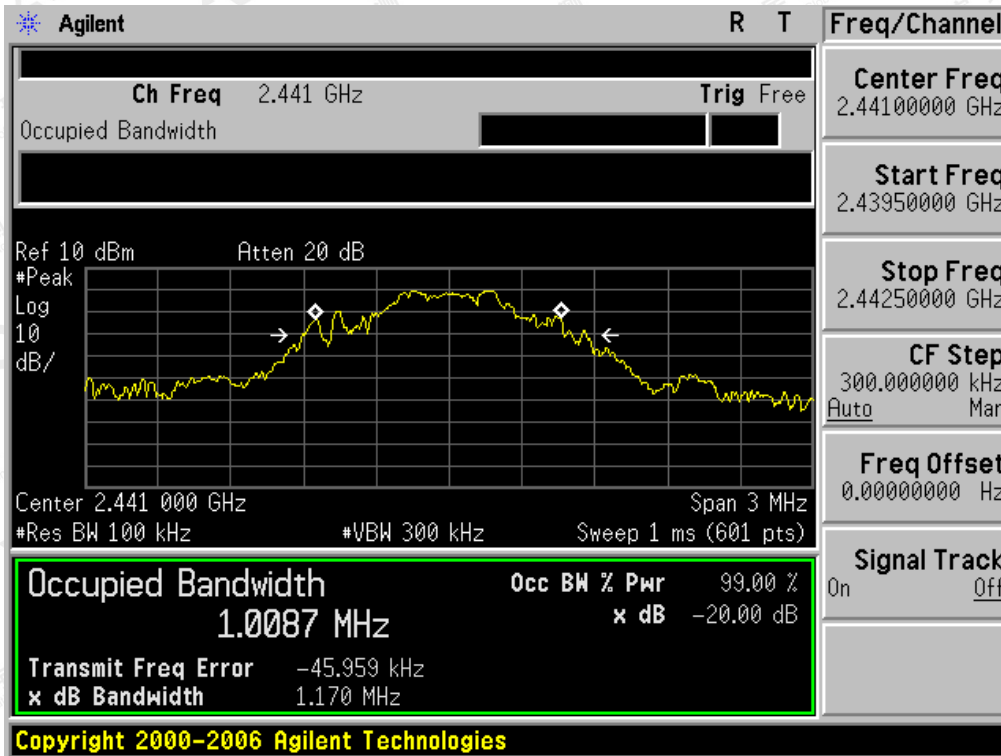 Agilent R T Freq/Channel
Ch Freq 2.441 GHz Trig Free
Occupied Bandwidth
Center Freq
2.44100000 GHz
Start Freq
2.43950000 GHz
Stop Freq
2.44250000 GHz
CF Step
300.000000 kHz
Auto Man
Freq Offset
0.00000000 Hz
Signal Track
On Off
Ref 10 dBm Atten 20 dB
#Peak
Log
10
dB/
Center 2.441 000 GHz Span 3 MHz
#Res BW 100 kHz #VBW 300 kHz Sweep 1 ms (601 pts)
Occupied Bandwidth Occ BW % Pwr 99.00 %
1.0087 MHz x dB -20.00 dB
Transmit Freq Error -45.959 kHz
x dB Bandwidth 1.170 MHz
Copyright 2000-2006 Agilent Technologies